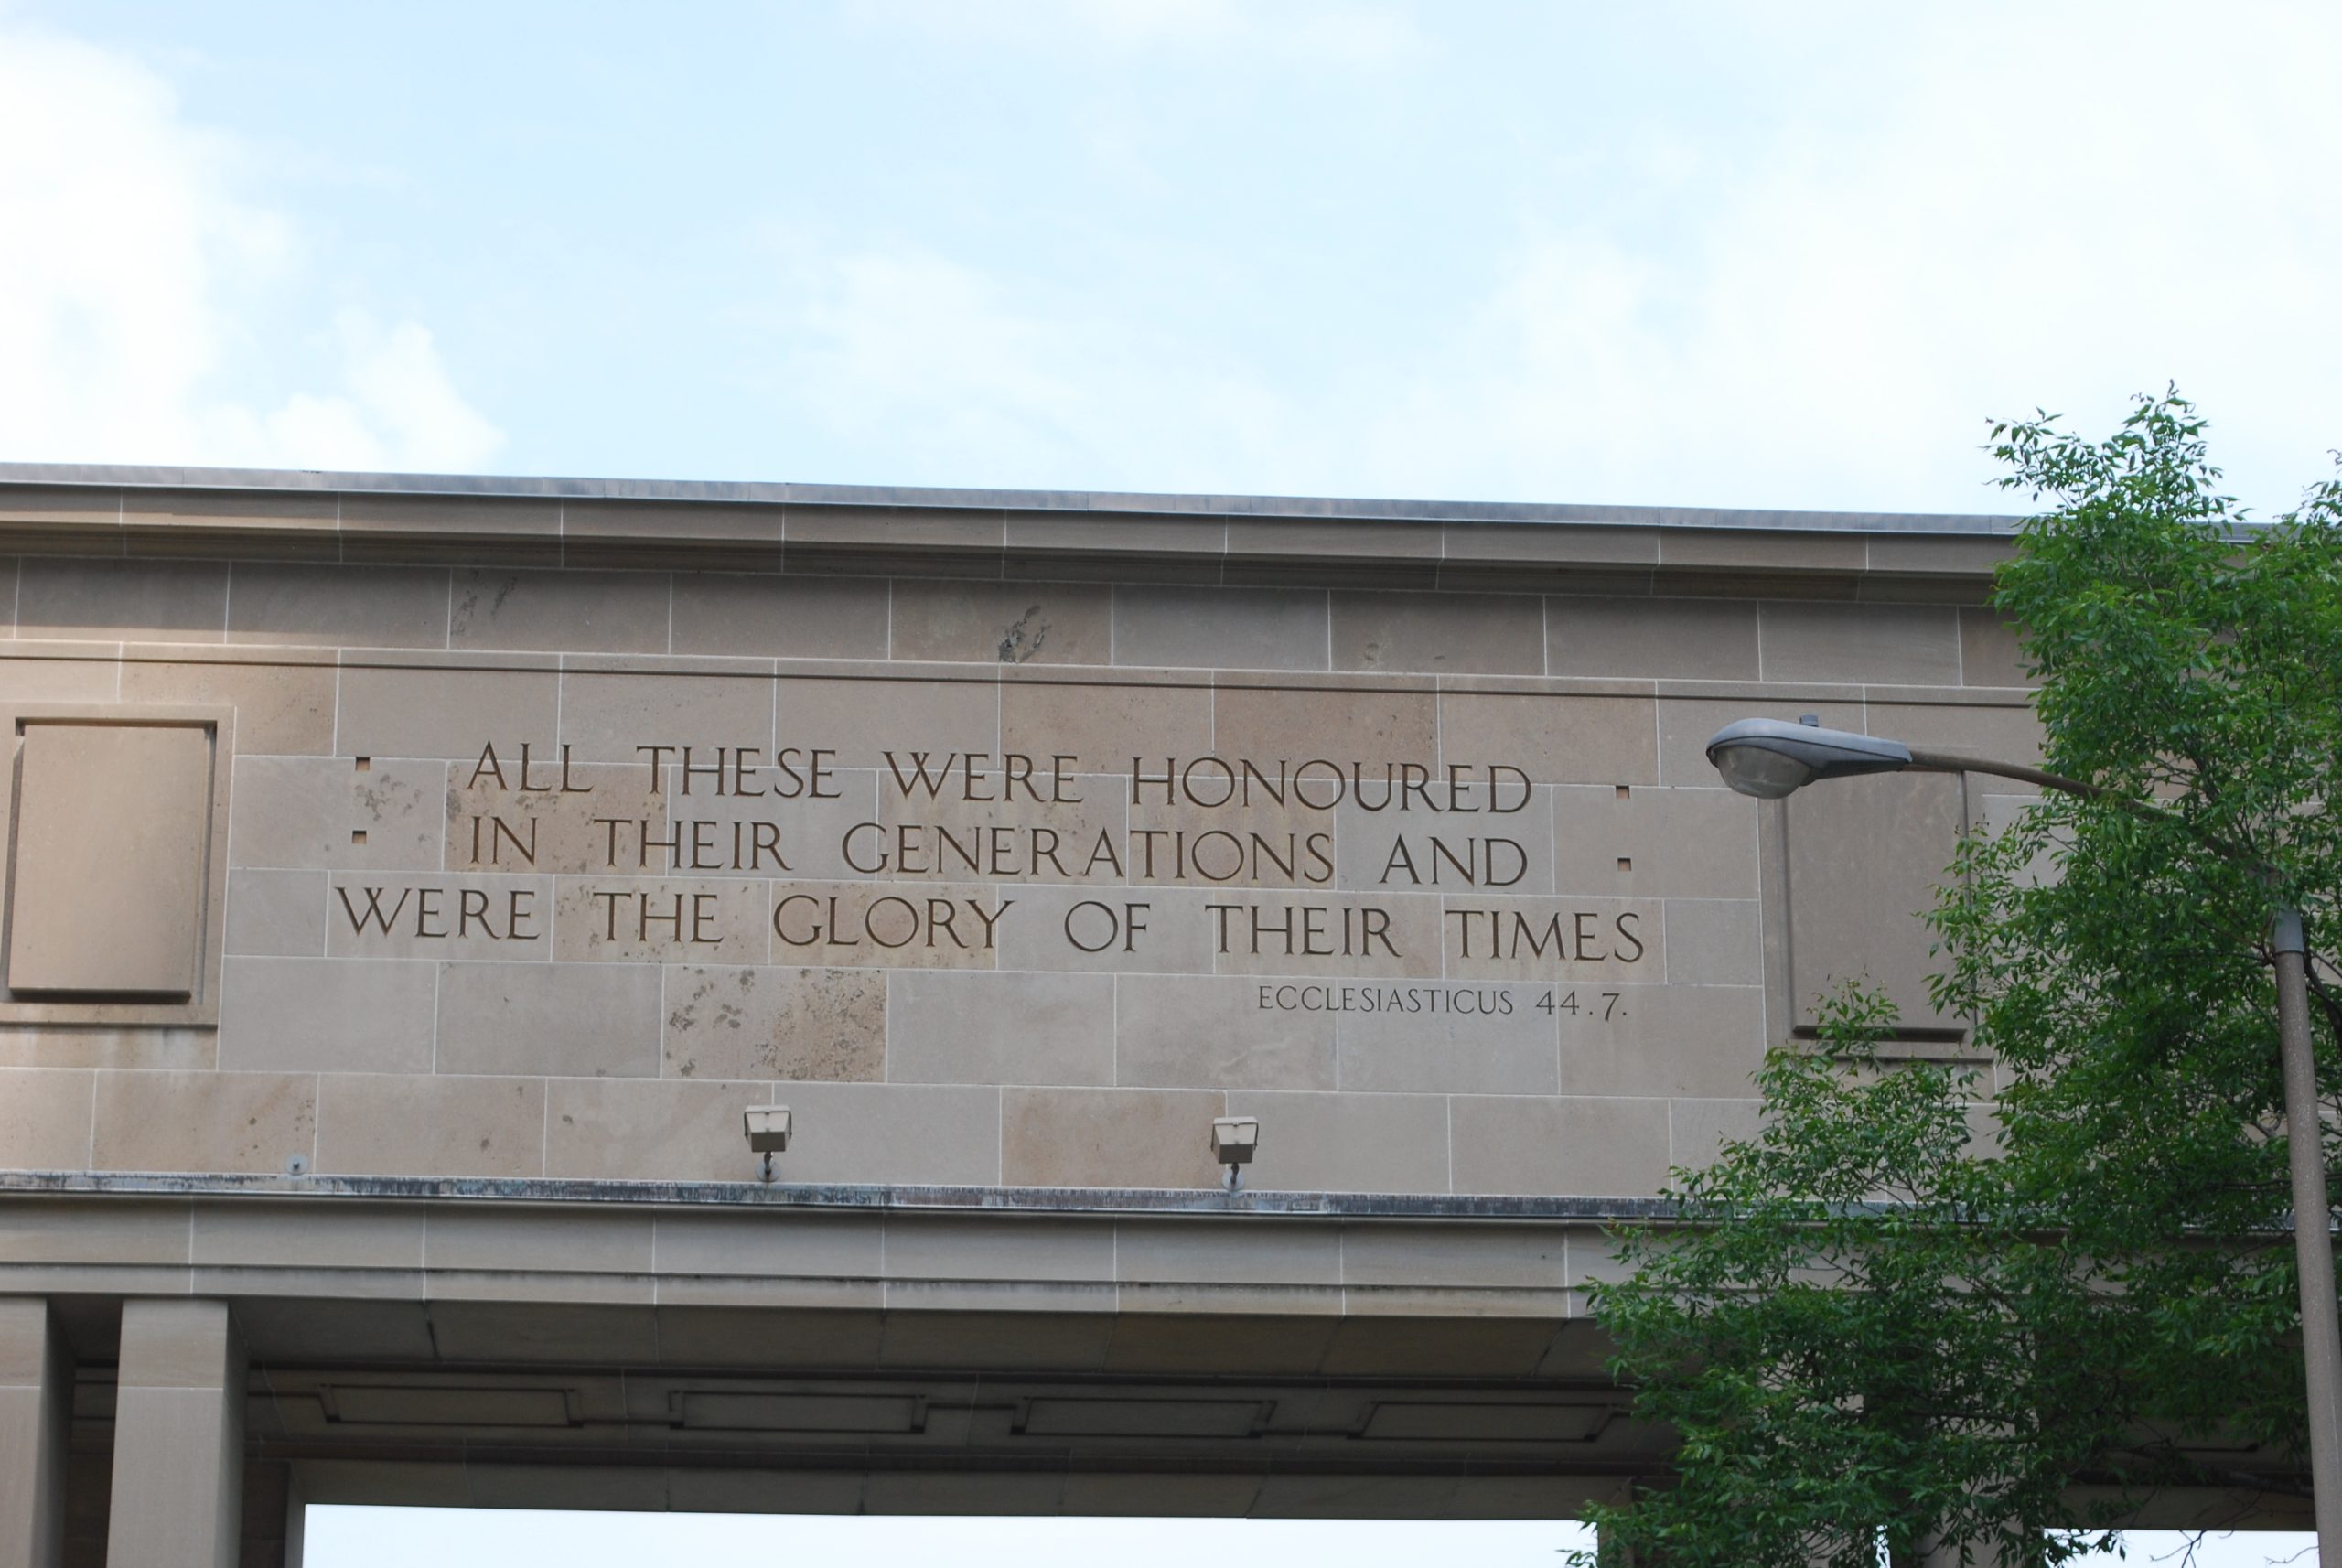 ALL THESE WERE HONOURED
IN THEIR GENERATIONS AND
WERE THE GLORY OF THEIR TIMES
ECCLESIASTICUS 44.7.